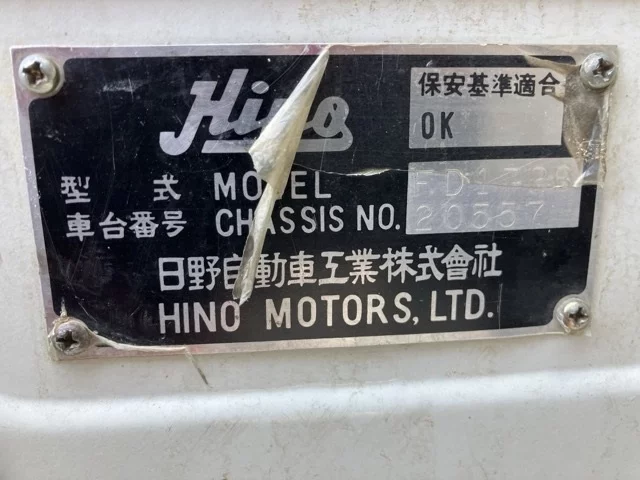 Hino
保安基準適合
OK
型 式 MODEL
車台番号 CHASSIS NO. 20557
日野自動車工業株式會社
HINO MOTORS, LTD.